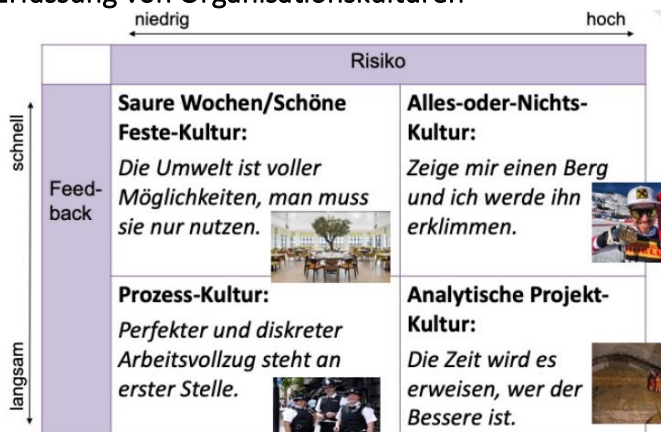 Erfassung von Organisationskulturen
niedrig
hoch
Risiko
schnell
Feed-
back
langsam
Saure Wochen/Schöne
Feste-Kultur:
Die Umwelt ist voller
Möglichkeiten, man muss
sie nur nutzen.
Alles-oder-Nichts-
Kultur:
Zeige mir einen Berg
und ich werde ihn
erklimmen.
Prozess-Kultur:
Perfekter und diskreter
Arbeitsvollzug steht an
erster Stelle.
Analytische Projekt-
Kultur:
Die Zeit wird es
erweisen, wer der
Bessere ist.